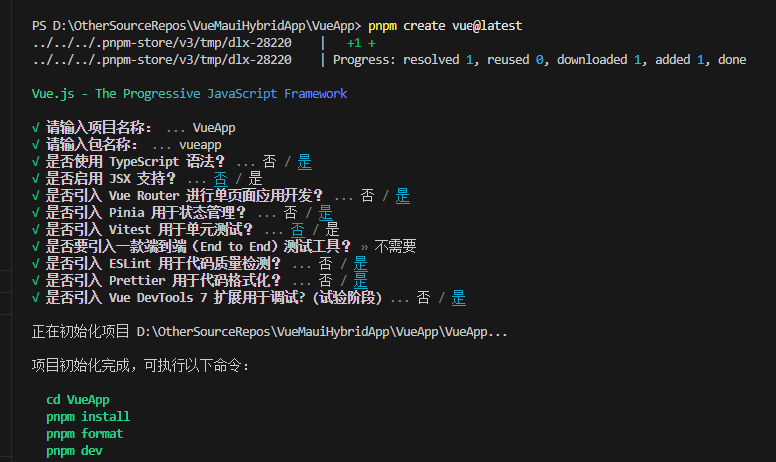 PS D:\OtherSourceRepos\VueMauiHybridApp\VueApp> pnpm create vue@latest
../../../.pnpm-store/v3/tmp/dlx-28220    |   +1 +
../../../.pnpm-store/v3/tmp/dlx-28220    | Progress: resolved 1, reused 0, downloaded 1, added 1, done
Vue.js - The Progressive JavaScript Framework
√ 请输入项目名称： ... VueApp
√ 请输入包名称： ... vueapp
√ 是否使用 TypeScript 语法？ ... 否 / 是
√ 是否启用 JSX 支持？ ... 否 / 是
√ 是否引入 Vue Router 进行单页面应用开发？ ... 否 / 是
√ 是否引入 Pinia 用于状态管理？ ... 否 / 是
√ 是否引入 Vitest 用于单元测试？ ... 否 / 是
√ 是否要引入一款端到端（End to End）测试工具？ » 不需要
√ 是否引入 ESLint 用于代码质量检测？ ... 否 / 是
√ 是否引入 Prettier 用于代码格式化？ ... 否 / 是
√ 是否引入 Vue DevTools 7 扩展用于调试？(试验阶段) ... 否 / 是
正在初始化项目 D:\OtherSourceRepos\VueMauiHybridApp\VueApp\VueApp...
项目初始化完成，可执行以下命令：
cd VueApp
pnpm install
pnpm format
pnpm dev